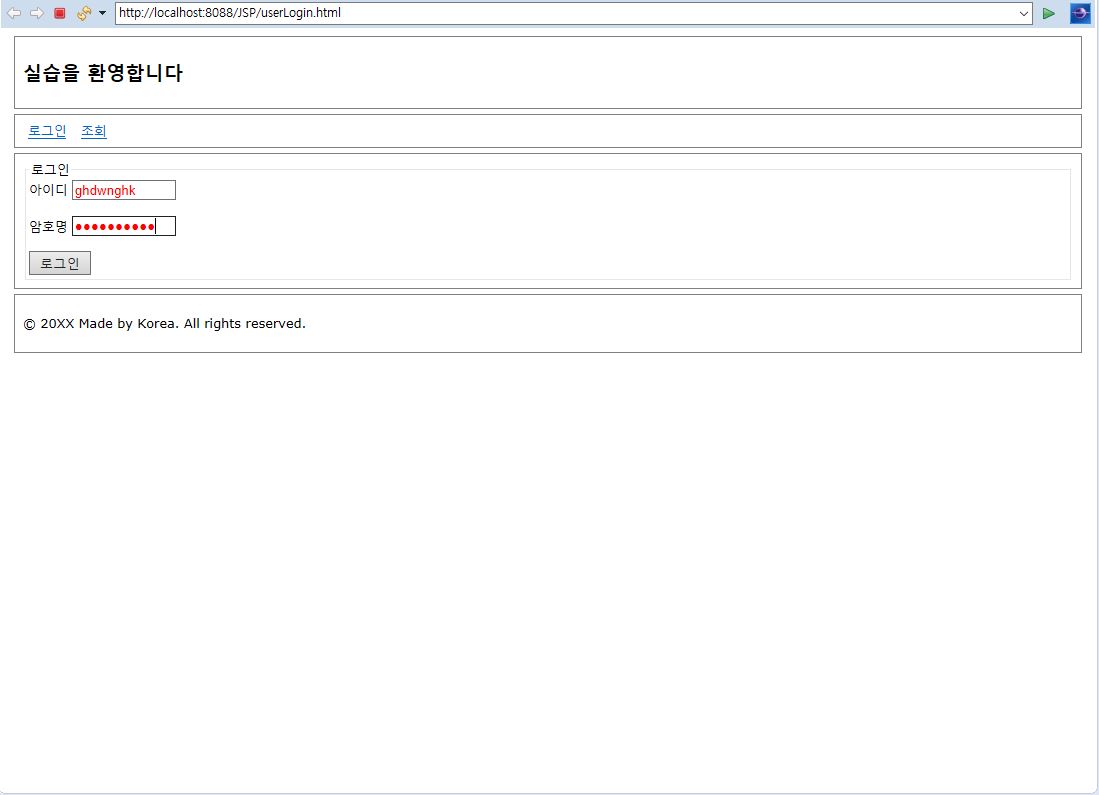 http://localhost:8088/JSP/userLogin.html
실습을 환영합니다
로그인 조회
로그인
아이디 ghdwnghk
암호명 ●●●●●●●●●●
로그인
© 20XX Made by Korea. All rights reserved.